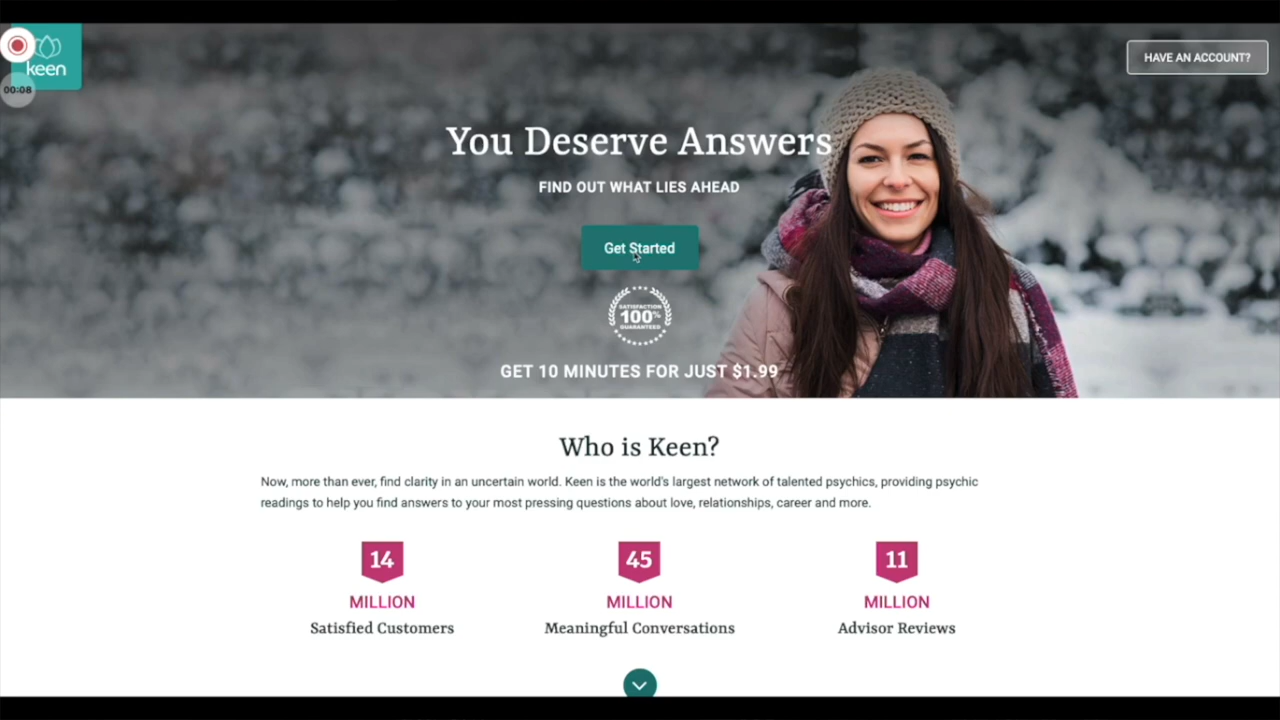 keen
00:08
HAVE AN ACCOUNT?
You Deserve Answers
FIND OUT WHAT LIES AHEAD
Get Started
SATISFACTION
100%
GUARANTEED
GET 10 MINUTES FOR JUST $1.99
Who is Keen?
Now, more than ever, find clarity in an uncertain world. Keen is the world's largest network of talented psychics, providing psychic
readings to help you find answers to your most pressing questions about love, relationships, career and more.
14
MILLION
Satisfied Customers
45
MILLION
Meaningful Conversations
11
MILLION
Advisor Reviews